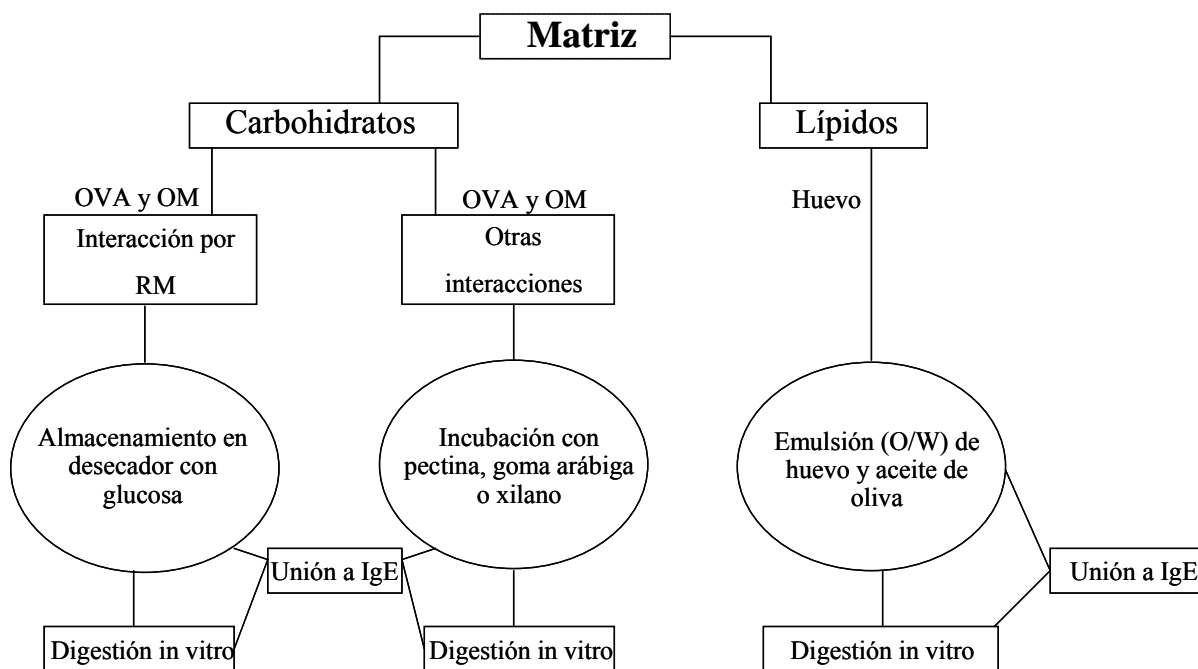 Matriz
Carbohidratos
Lípidos
OVA y OM
OVA y OM
Huevo
Interacción por
RM
Otras
interacciones
Almacenamiento en
desecador con
glucosa
Incubación con
pectina, goma arábiga
o xilano
Emulsión (O/W) de
huevo y aceite de
oliva
Unión a IgE
Unión a IgE
Digestión in vitro
Digestión in vitro
Digestión in vitro